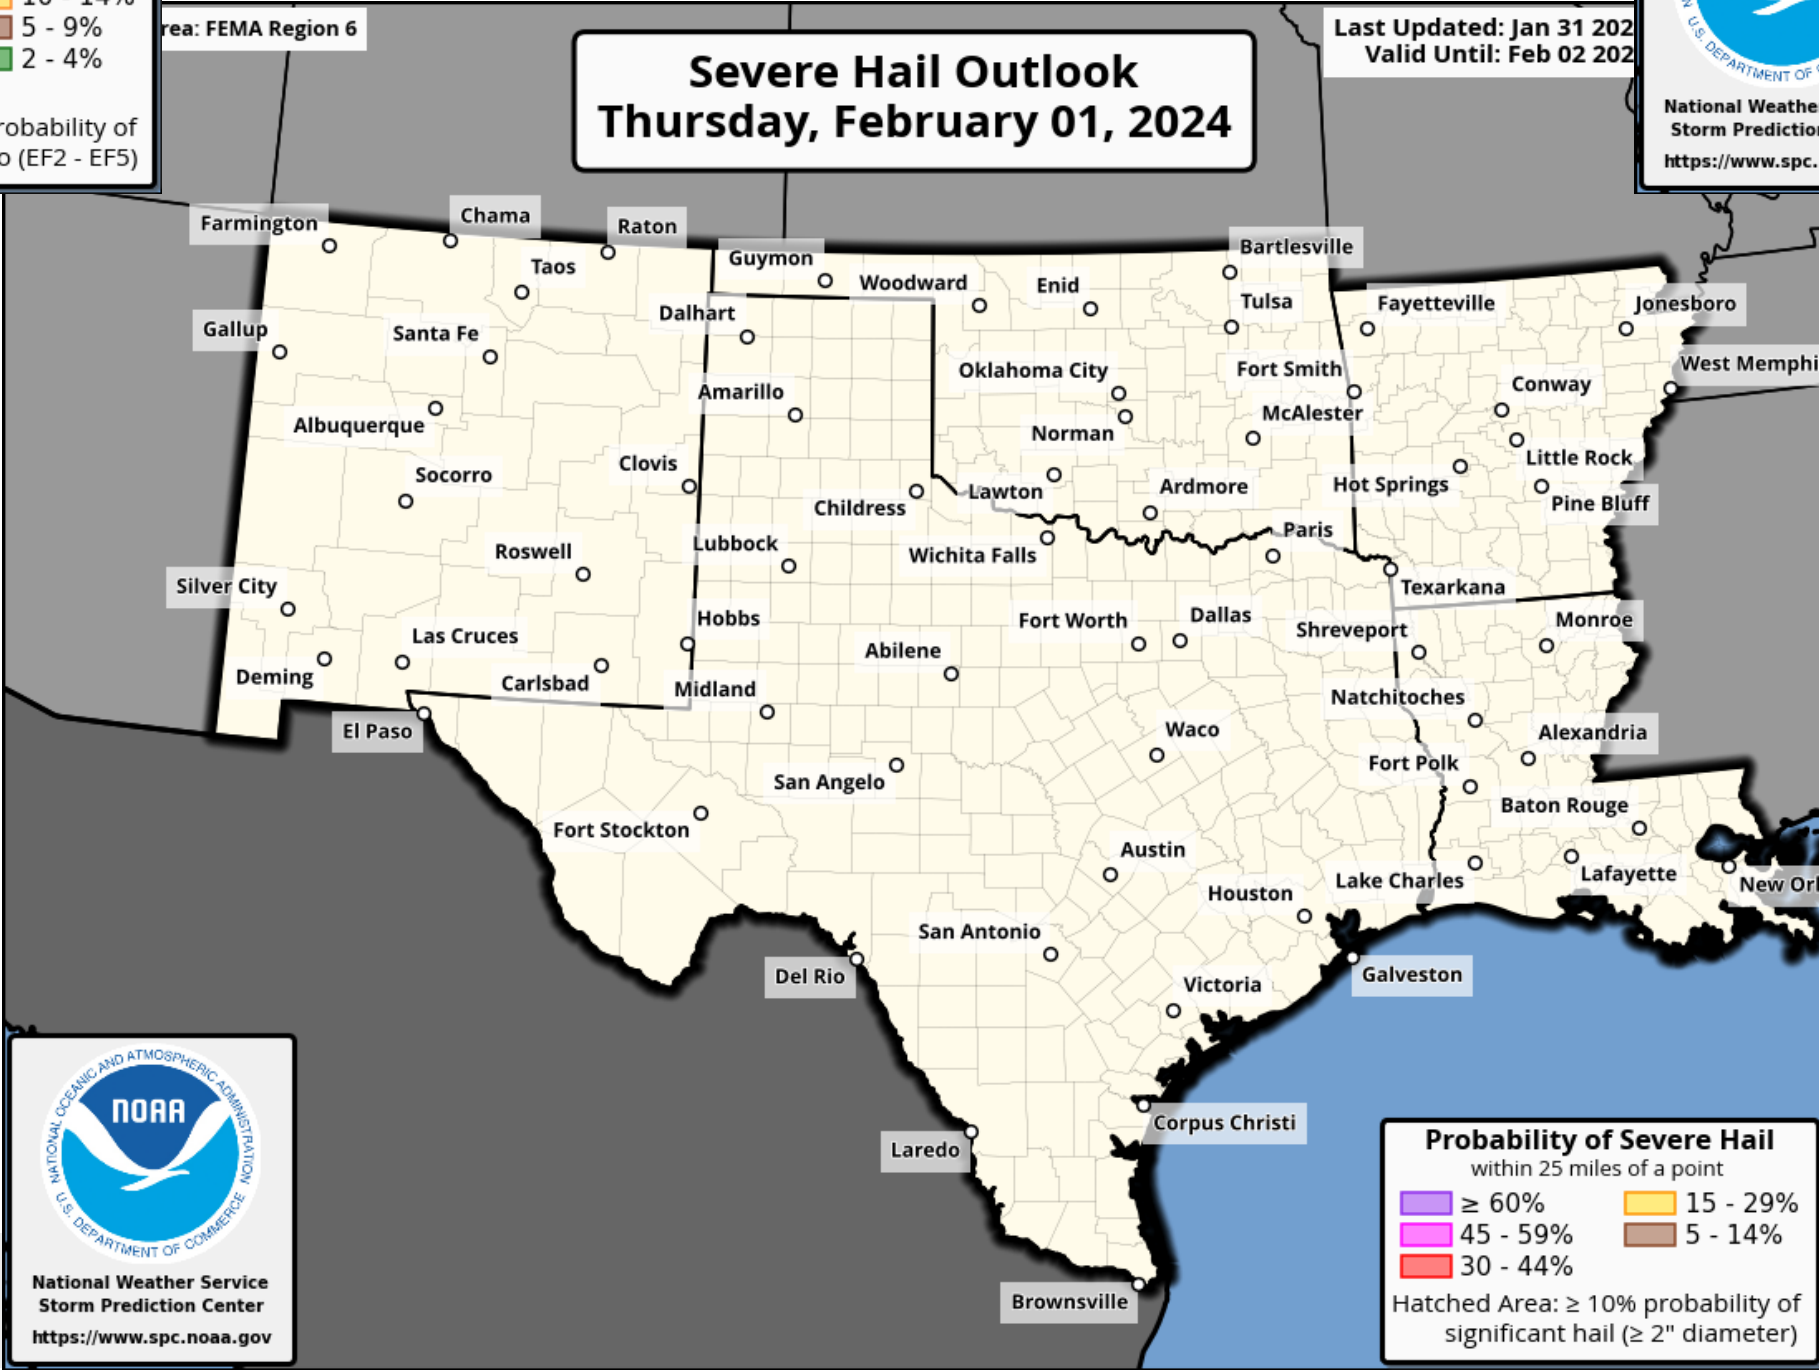 5 - 9%
2 - 4%
robability of
o (EF2 - EF5)
rea: FEMA Region 6
Severe Hail Outlook
Thursday, February 01, 2024
Last Updated: Jan 31 202
Valid Until: Feb 02 202
U.S. DEPARTMENT OF
National Weathe
Storm Predictio
https://www.spc.
Farmington
Chama
Raton
Taos
Guymon
Woodward
Enid
Bartlesville
Tulsa
Fayetteville
Jonesboro
Gallup
Santa Fe
Dalhart
Oklahoma City
Fort Smith
West Memphi
Amarillo
Conway
Albuquerque
Norman
McAlester
Little Rock
Socorro
Clovis
Childress
Lawton
Ardmore
Hot Springs
Pine Bluff
Roswell
Lubbock
Wichita Falls
Paris
Texarkana
Silver City
Las Cruces
Hobbs
Fort Worth
Dallas
Shreveport
Monroe
Deming
Carlsbad
Midland
Abilene
Natchitoches
El Paso
Waco
Alexandria
San Angelo
Fort Polk
Fort Stockton
Baton Rouge
Austin
Houston
Lake Charles
Lafayette
New Orl
San Antonio
Del Rio
Victoria
Galveston
Corpus Christi
Laredo
Brownsville
NATIONAL OCEANIC AND ATMOSPHERIC ADMINISTRATION
NOAA
U.S. DEPARTMENT OF COMMERCE
National Weather Service
Storm Prediction Center
https://www.spc.noaa.gov
Probability of Severe Hail
within 25 miles of a point
≥ 60%
15 - 29%
45 - 59%
5 - 14%
30 - 44%
Hatched Area: ≥ 10% probability of
significant hail (≥ 2" diameter)